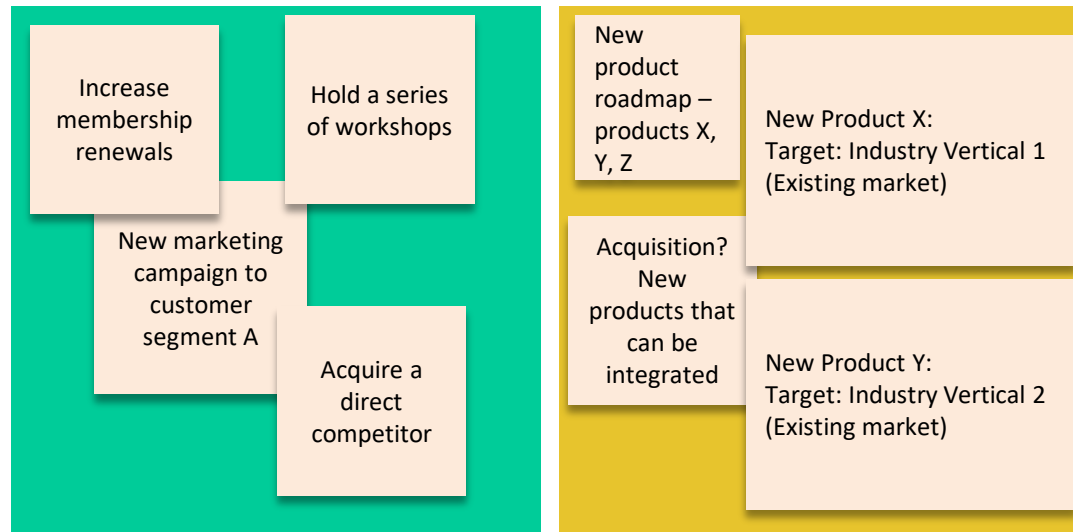 Increase
membership
renewals
Hold a series
of workshops
New marketing
campaign to
customer
segment A
Acquire a
direct
competitor
New
product
roadmap –
products X,
Y, Z
New Product X:
Target: Industry Vertical 1
(Existing market)
Acquisition?
New
products that
can be
integrated
New Product Y:
Target: Industry Vertical 2
(Existing market)